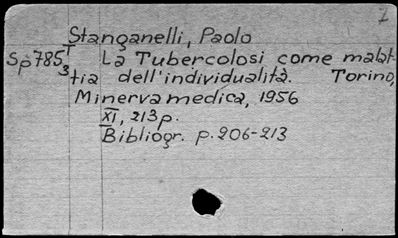 1
Stanganelli, Paolo
Sp785T3 La Tubercolosi come malat-
tia dell'individualità. Torino,
Minerva medica, 1956
XI, 213p.
Bibliogr. p.206-213